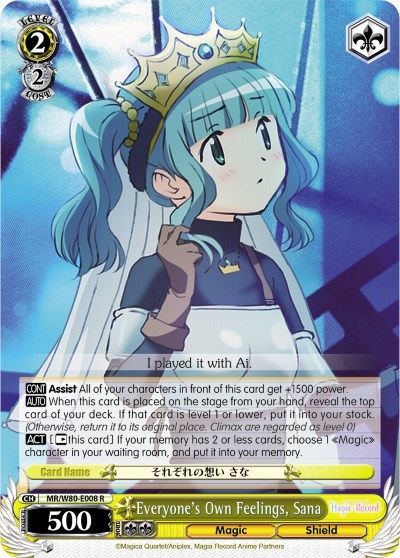 LEVEL
2
2
COST
I played it with Ai.
CONT Assist All of your characters in front of this card get +1500 power.
AUTO When this card is placed on the stage from your hand, reveal the top
card of your deck. If that card is level 1 or lower, put it into your stock.
(Otherwise, return it to its original place. Climax are regarded as level 0)
ACT [ ] If your memory has 2 or less cards, choose 1 «Magic»
character in your waiting room, and put it into your memory.
Card Name それぞれの想い さな
CH MR/W80-E008 R
Everyone's Own Feelings, Sana
Magia Record
POWER 500 SOUL
Magic Shield
©Magica Quartet/Aniplex, Magia Record Anime Partners